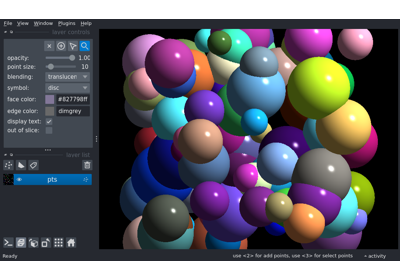 File View Window Plugins Help
layer controls
opacity: 1.00
point size: 10
blending: translucen
symbol: disc
face color: #827798ff
edge color: dimgrey
display text:
out of slice:
layer list
pts
Ready use <2> for add points, use <3> for select points activity